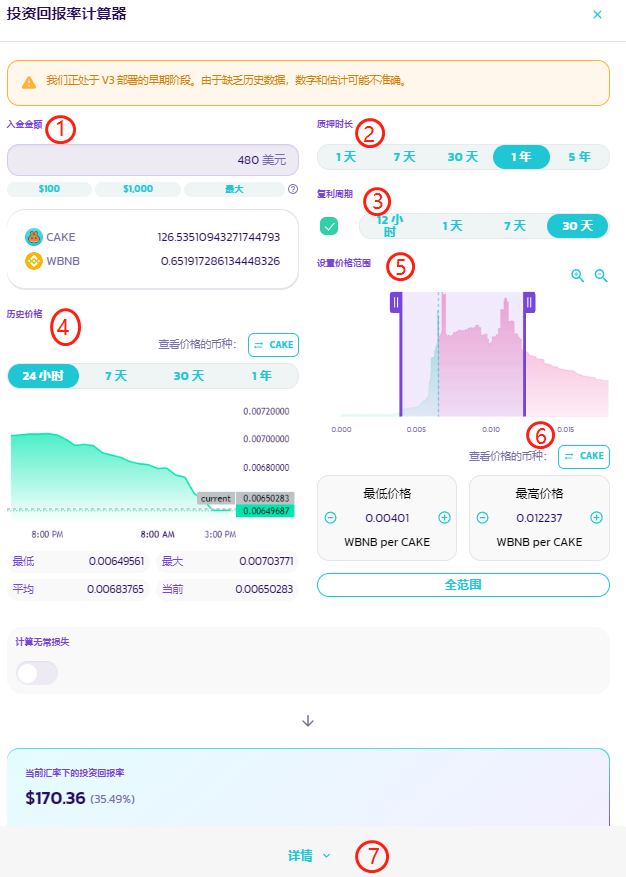 投资回报率计算器
我们正处于 V3 部署的早期阶段。由于缺乏历史数据，数字和估计可能不准确。
入金金额
①
480 美元
$100
$1,000
最大
CAKE
126.53510943271744793
WBNB
0.651917286134448326
历史价格
④
查看价格的币种：
CAKE
24 小时
7 天
30 天
1 年
0.00720000
0.00700000
0.00680000
current
0.00650283
0.00649687
8:00 PM
8:00 AM
3:00 PM
最低
0.00649561
最大
0.00703771
平均
0.00683765
当前
0.00650283
质押时长
②
1 天
7 天
30 天
1 年
5 年
复利周期
③
12 小
时
1 天
7 天
30 天
设置价格范围
⑤
0.000
0.005
0.010
0.015
⑥
查看价格的币种：
CAKE
最低价格
0.00401
WBNB per CAKE
最高价格
0.012237
WBNB per CAKE
全范围
计算无常损失
当前汇率下的投资回报率
$170.36 (35.49%)
详情
⑦